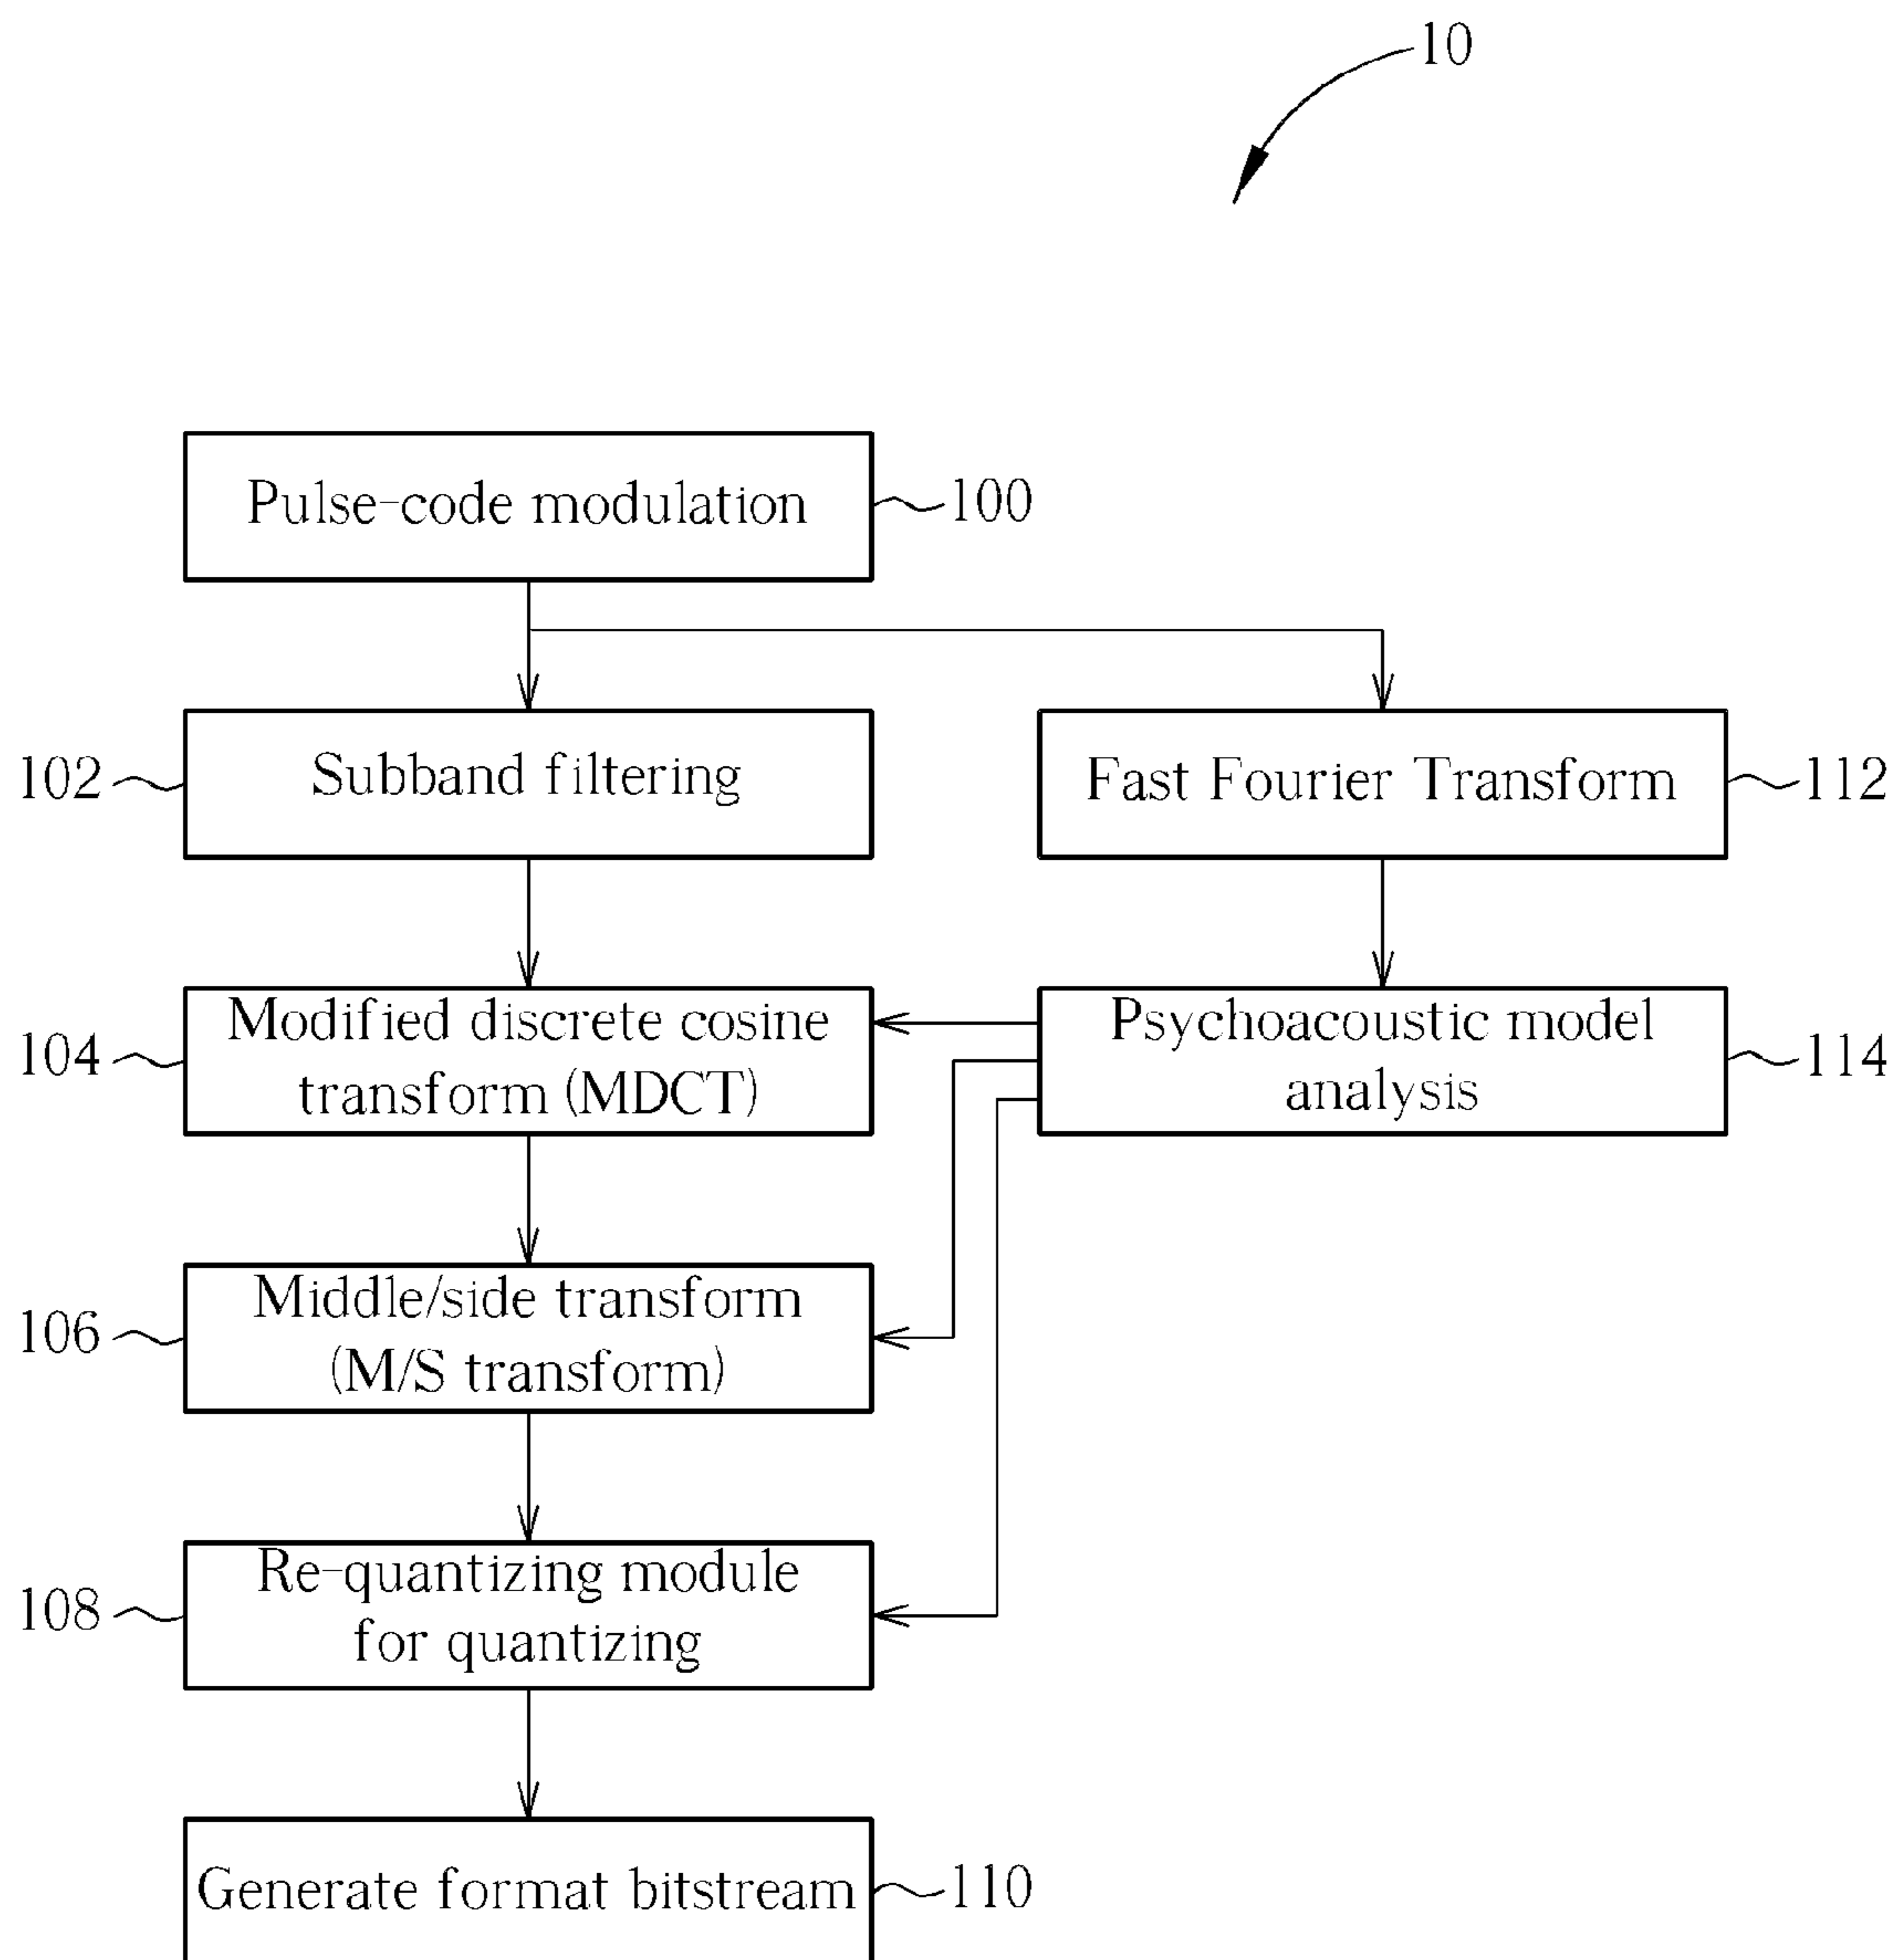 10
Pulse-code modulation
100
102
Subband filtering
Fast Fourier Transform
112
104
Modified discrete cosine
transform (MDCT)
Psychoacoustic model
analysis
114
106
Middle/side transform
(M/S transform)
108
Re-quantizing module
for quantizing
Generate format bitstream
110